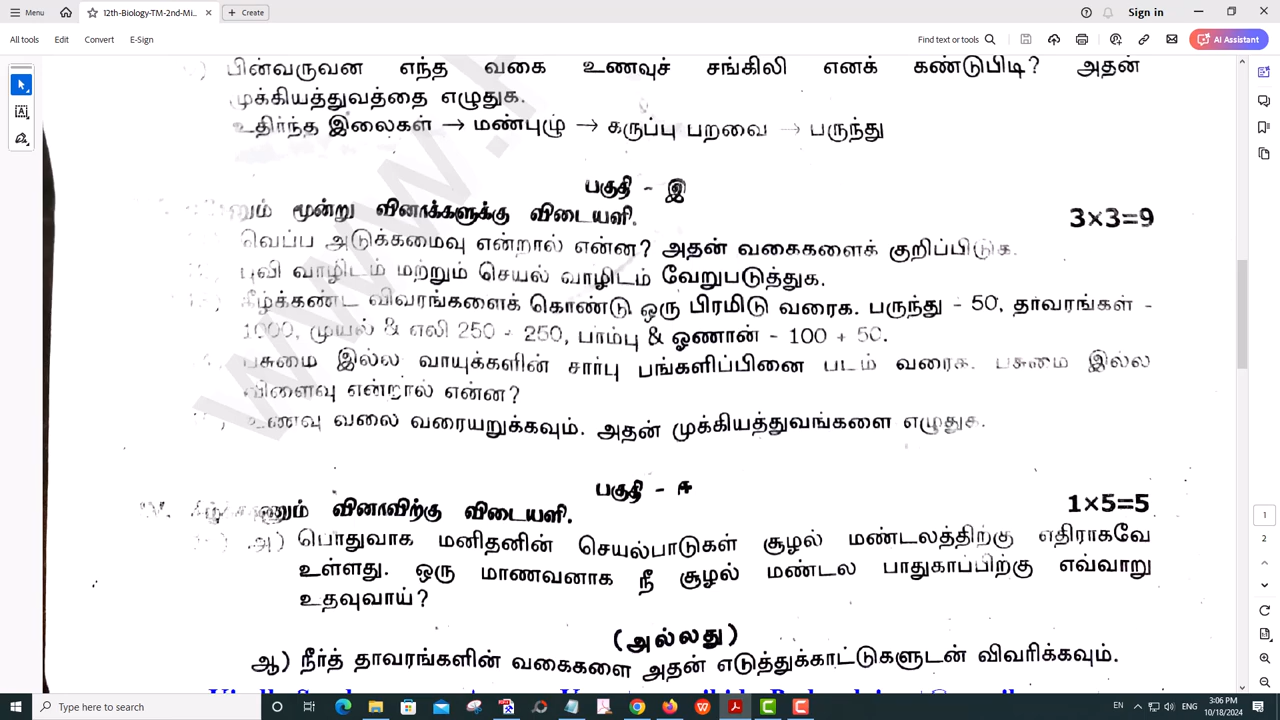 Menu
12th-Biology-TM-2nd-Mi...
Create
Sign in
All tools Edit Convert E-Sign
Find text or tools
AI Assistant
பின்வருவன எந்த வகை உணவுச் சங்கிலி எனக் கண்டுபிடி? அதன்
முக்கியத்துவத்தை எழுதுக.
உதிர்ந்த இலைகள் → மண்புழு → கருப்பு பறவை → பருந்து
பகுதி - இ
மூன்று வினாக்களுக்கு விடையளி. 3×3=9
வெப்ப அடுக்கமைவு என்றால் என்ன? அதன் வகைகளைக் குறிப்பிடுக.
புவி வாழிடம் மற்றும் செயல் வாழிடம் வேறுபடுத்துக.
கீழ்க்கண்ட விவரங்களைக் கொண்டு ஒரு பிரமிடு வரைக. பருந்து - 50, தாவரங்கள் -
1000, முயல் & எலி 250 + 250, பாம்பு & ஓணான் - 100 + 50.
பசுமை இல்ல வாயுக்களின் சார்பு பங்களிப்பினை படம் வரைக. பசுமை இல்ல
விளைவு என்றால் என்ன?
உணவு வலை வரையறுக்கவும். அதன் முக்கியத்துவங்களை எழுதுக.
பகுதி - ஈ
வினாவிற்கு விடையளி. 1×5=5
அ) பொதுவாக மனிதனின் செயல்பாடுகள் சூழல் மண்டலத்திற்கு எதிராகவே
உள்ளது. ஒரு மாணவனாக நீ சூழல் மண்டல பாதுகாப்பிற்கு எவ்வாறு
உதவுவாய்?
(அல்லது)
ஆ) நீர்த் தாவரங்களின் வகைகளை அதன் எடுத்துக்காட்டுகளுடன் விவரிக்கவும்.
1
2
Type here to search
EN
ENG
3:06 PM
10/18/2024